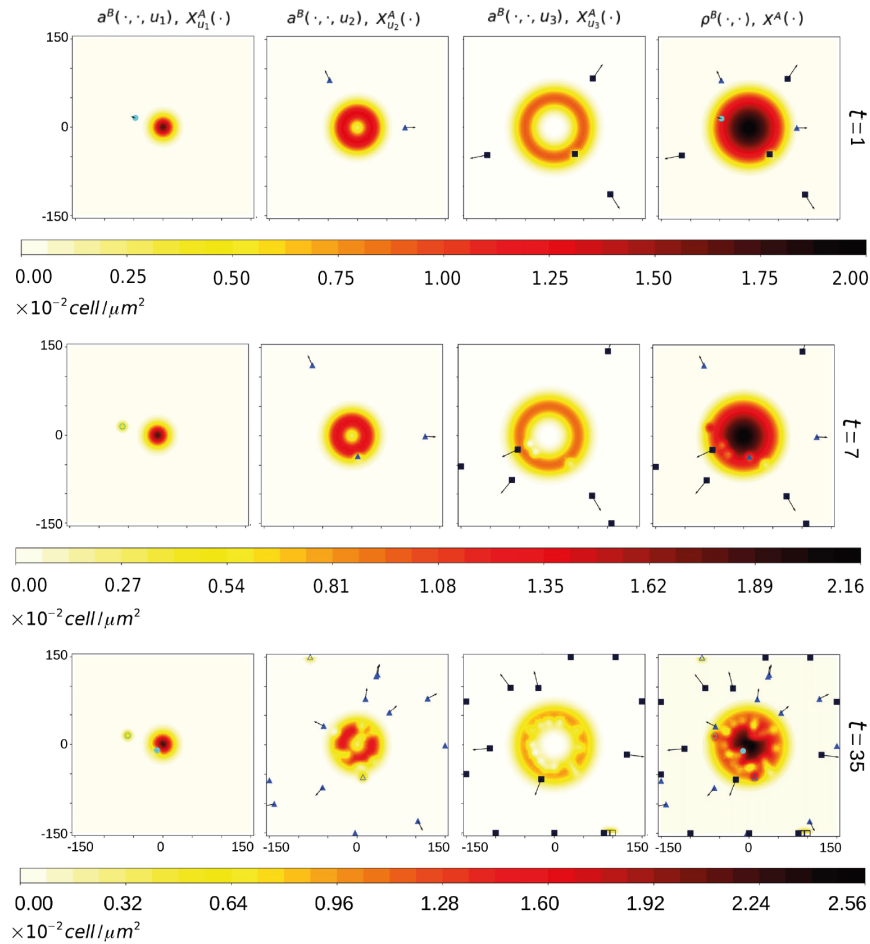 a^B(·,·,u_1), X^A_{u_1}(·) a^B(·,·,u_2), X^A_{u_2}(·) a^B(·,·,u_3), X^A_{u_3}(·) ρ^B(·,·), X^A(·)
150
0
-150
t=1
0.00 0.25 0.50 0.75 1.00 1.25 1.50 1.75 2.00
×10^{-2} cell/μm^2
150
0
-150
t=7
0.00 0.27 0.54 0.81 1.08 1.35 1.62 1.89 2.16
×10^{-2} cell/μm^2
150
0
-150
t=35
-150 0 150 -150 0 150 -150 0 150 -150 0 150
0.00 0.32 0.64 0.96 1.28 1.60 1.92 2.24 2.56
×10^{-2} cell/μm^2